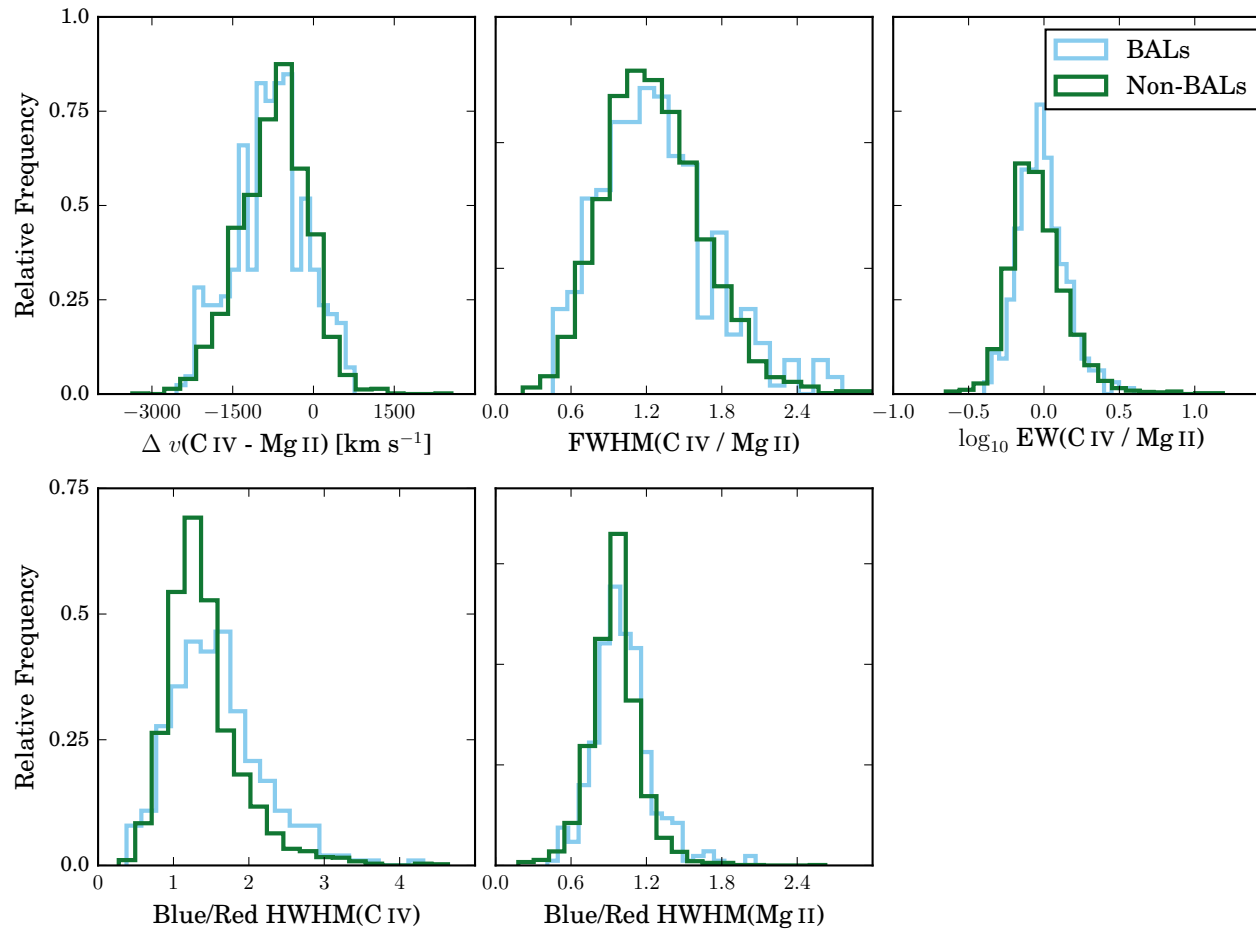 1.0
0.75
0.5
0.25
0.0
Relative Frequency
−3000 −1500 0 1500
Δ v(C IV - Mg II) [km s⁻¹]
0.6 1.2 1.8 2.4
FWHM(C IV / Mg II)
BALs
Non-BALs
−1.0 −0.5 0.0 0.5 1.0
log₁₀ EW(C IV / Mg II)
0.75
0.5
0.25
0.0
Relative Frequency
0 1 2 3 4
Blue/Red HWHM(C IV)
0.0 0.6 1.2 1.8 2.4
Blue/Red HWHM(Mg II)